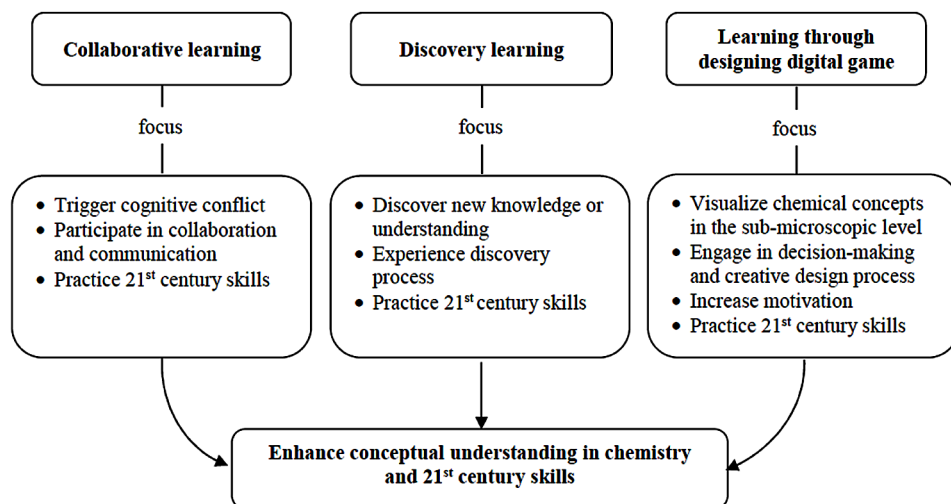 Collaborative learning
Discovery learning
Learning through
designing digital game
focus
focus
focus
• Trigger cognitive conflict
• Participate in collaboration
and communication
• Practice 21st century skills
• Discover new knowledge or
understanding
• Experience discovery
process
• Practice 21st century skills
• Visualize chemical concepts
in the sub-microscopic level
• Engage in decision-making
and creative design process
• Increase motivation
• Practice 21st century skills
Enhance conceptual understanding in chemistry
and 21st century skills